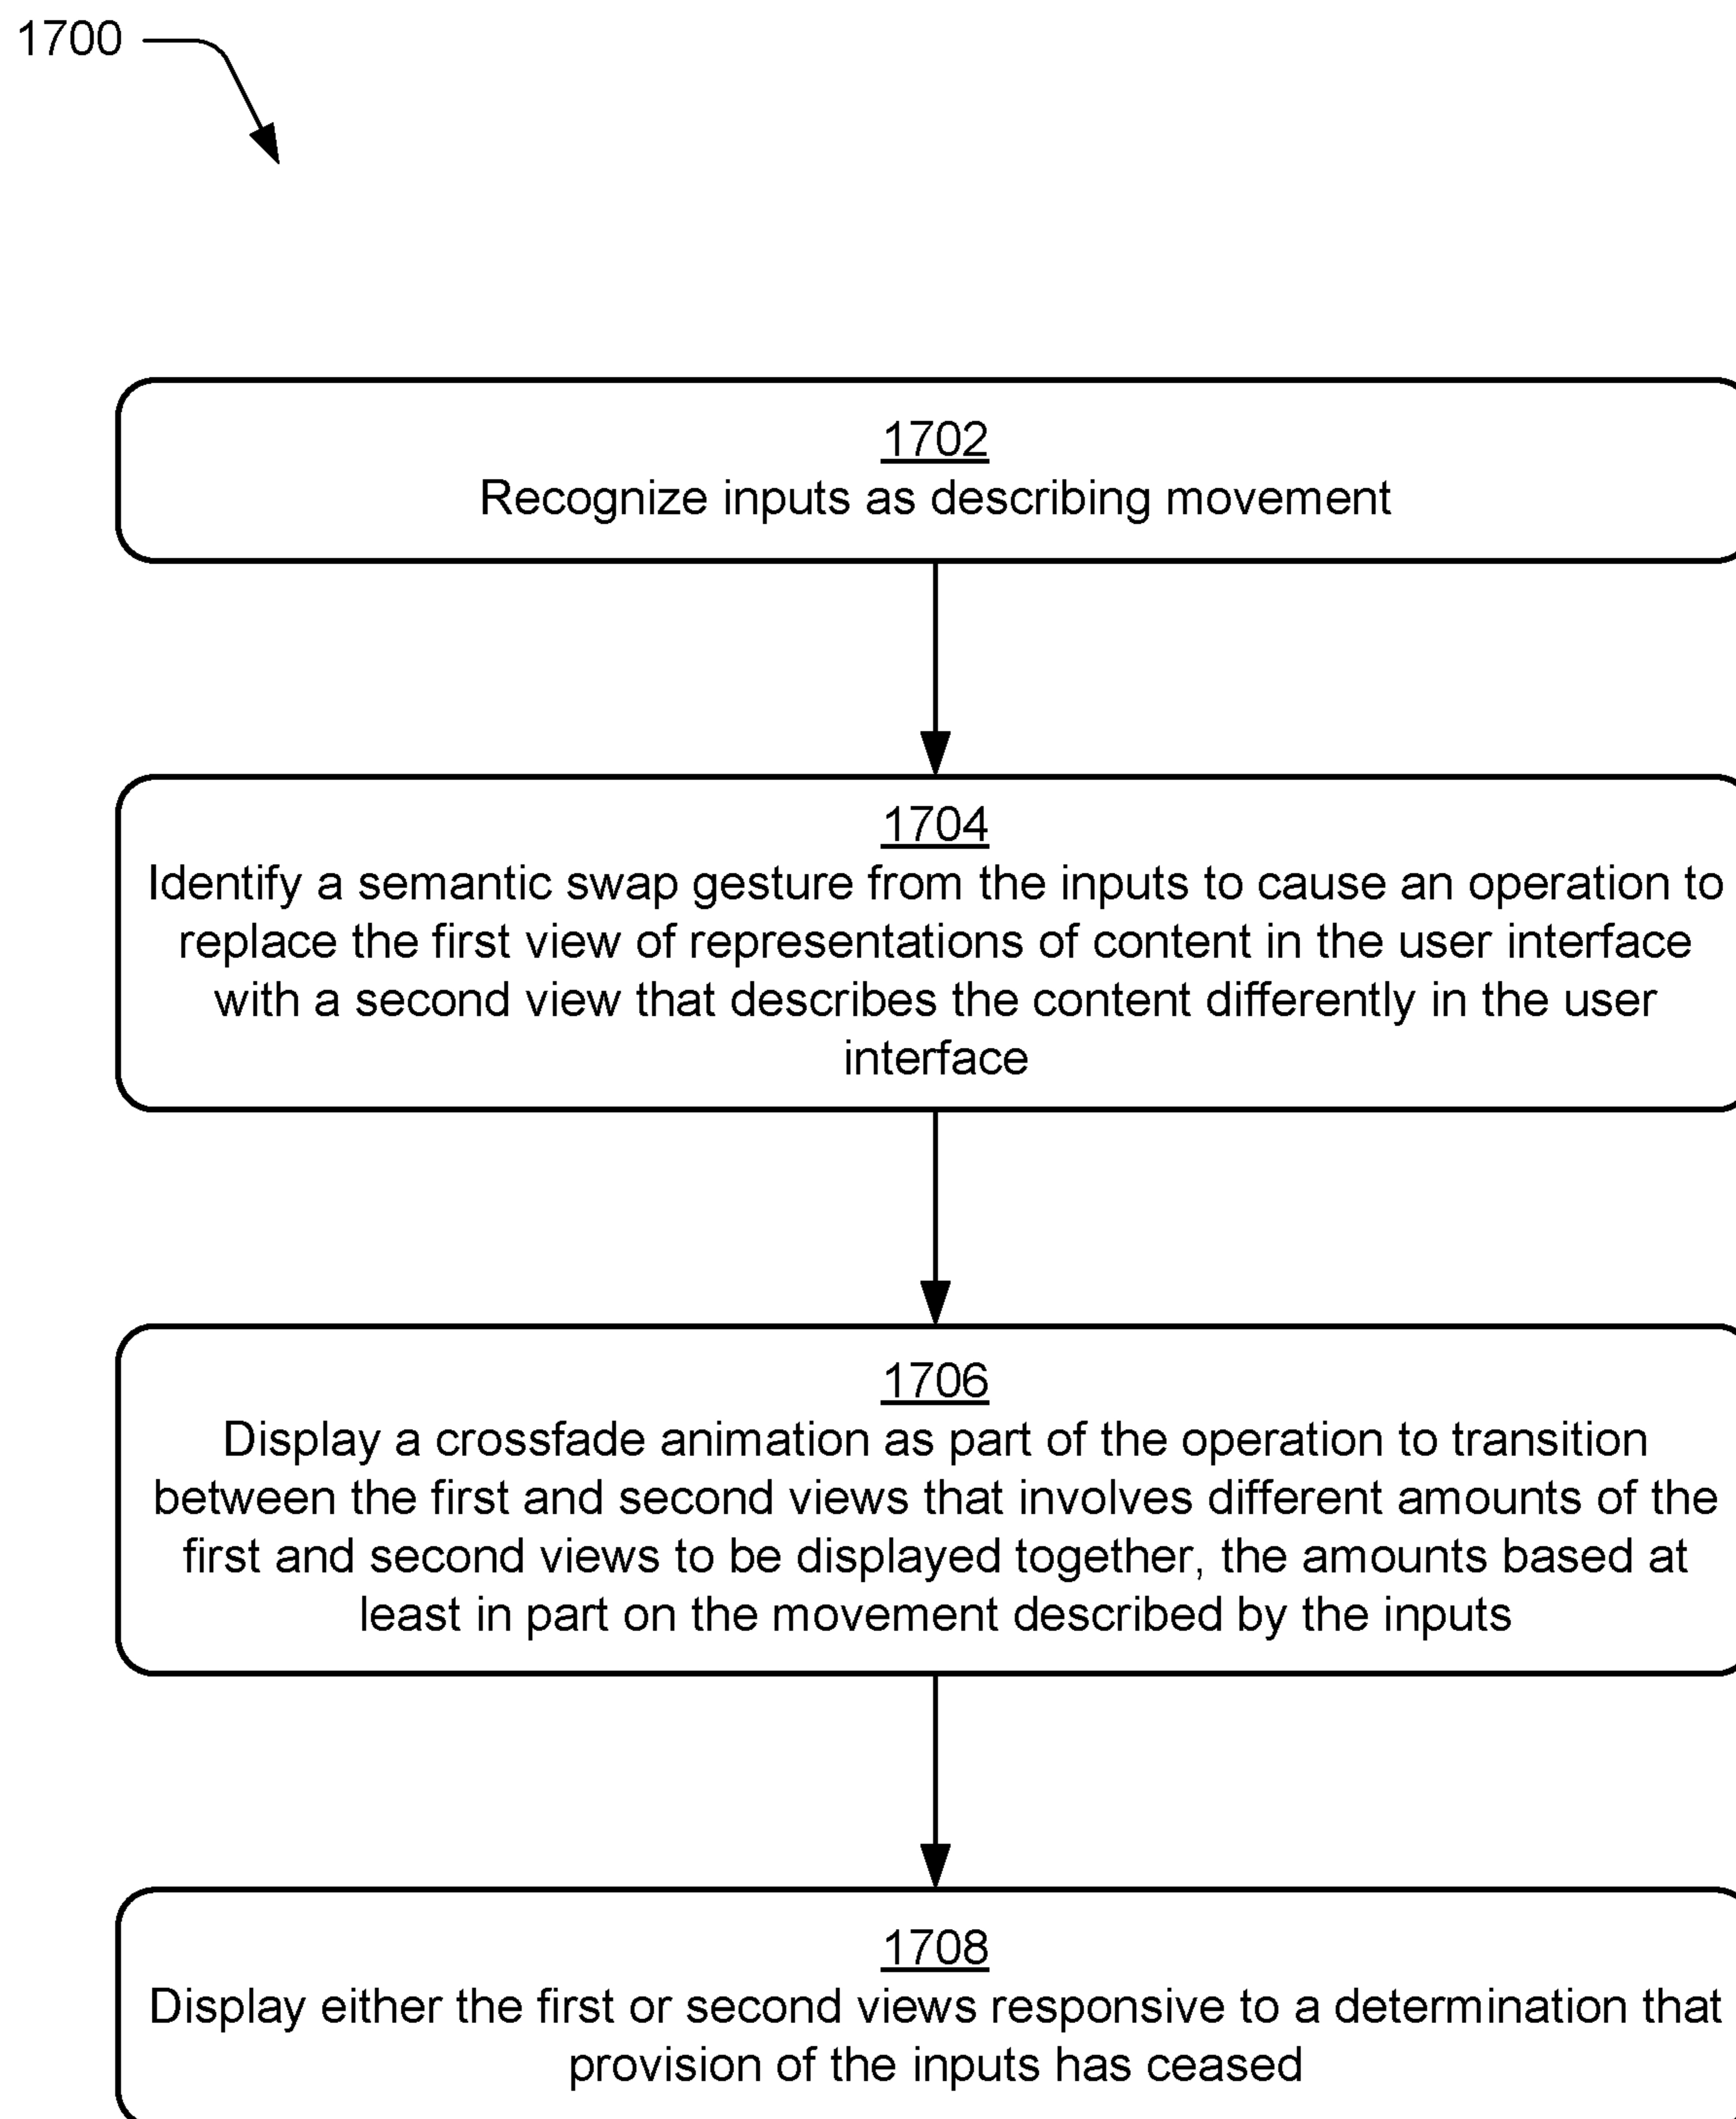 1700
1702
Recognize inputs as describing movement
1704
Identify a semantic swap gesture from the inputs to cause an operation to
replace the first view of representations of content in the user interface
with a second view that describes the content differently in the user
interface
1706
Display a crossfade animation as part of the operation to transition
between the first and second views that involves different amounts of the
first and second views to be displayed together, the amounts based at
least in part on the movement described by the inputs
1708
Display either the first or second views responsive to a determination that
provision of the inputs has ceased